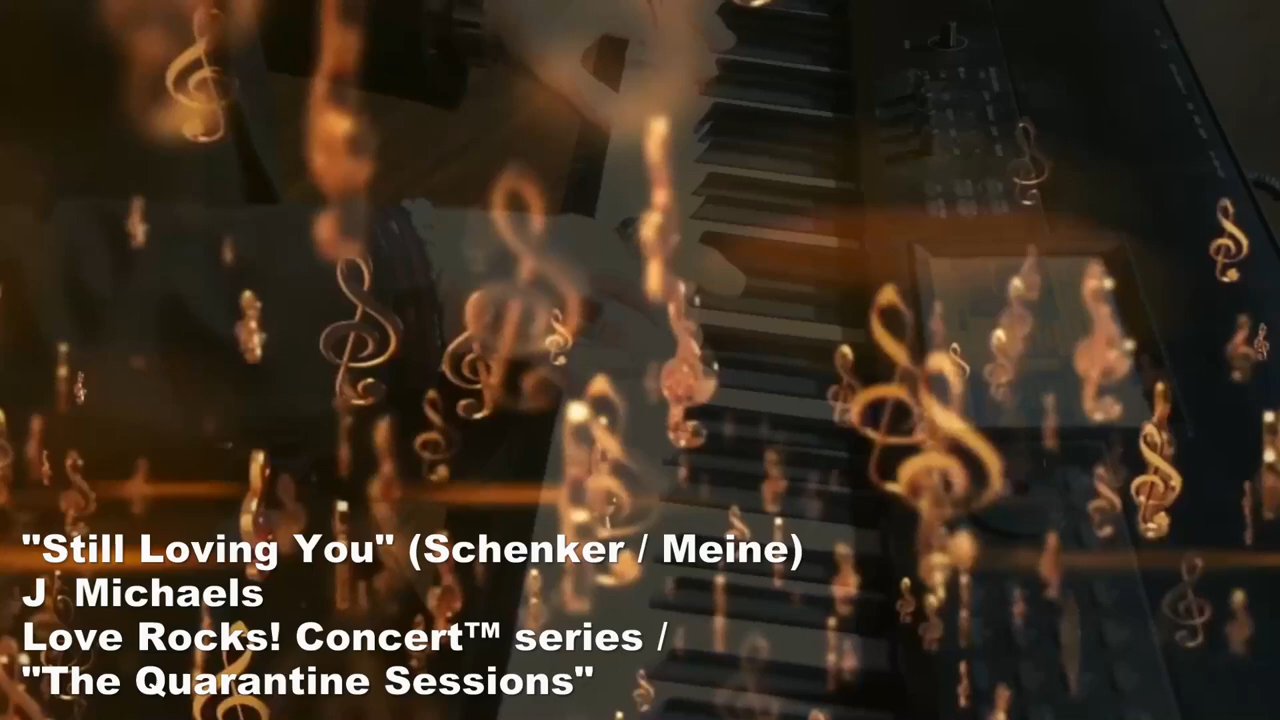 "Still Loving You" (Schenker / Meine)
J Michaels
Love Rocks! Concert™ series /
"The Quarantine Sessions"